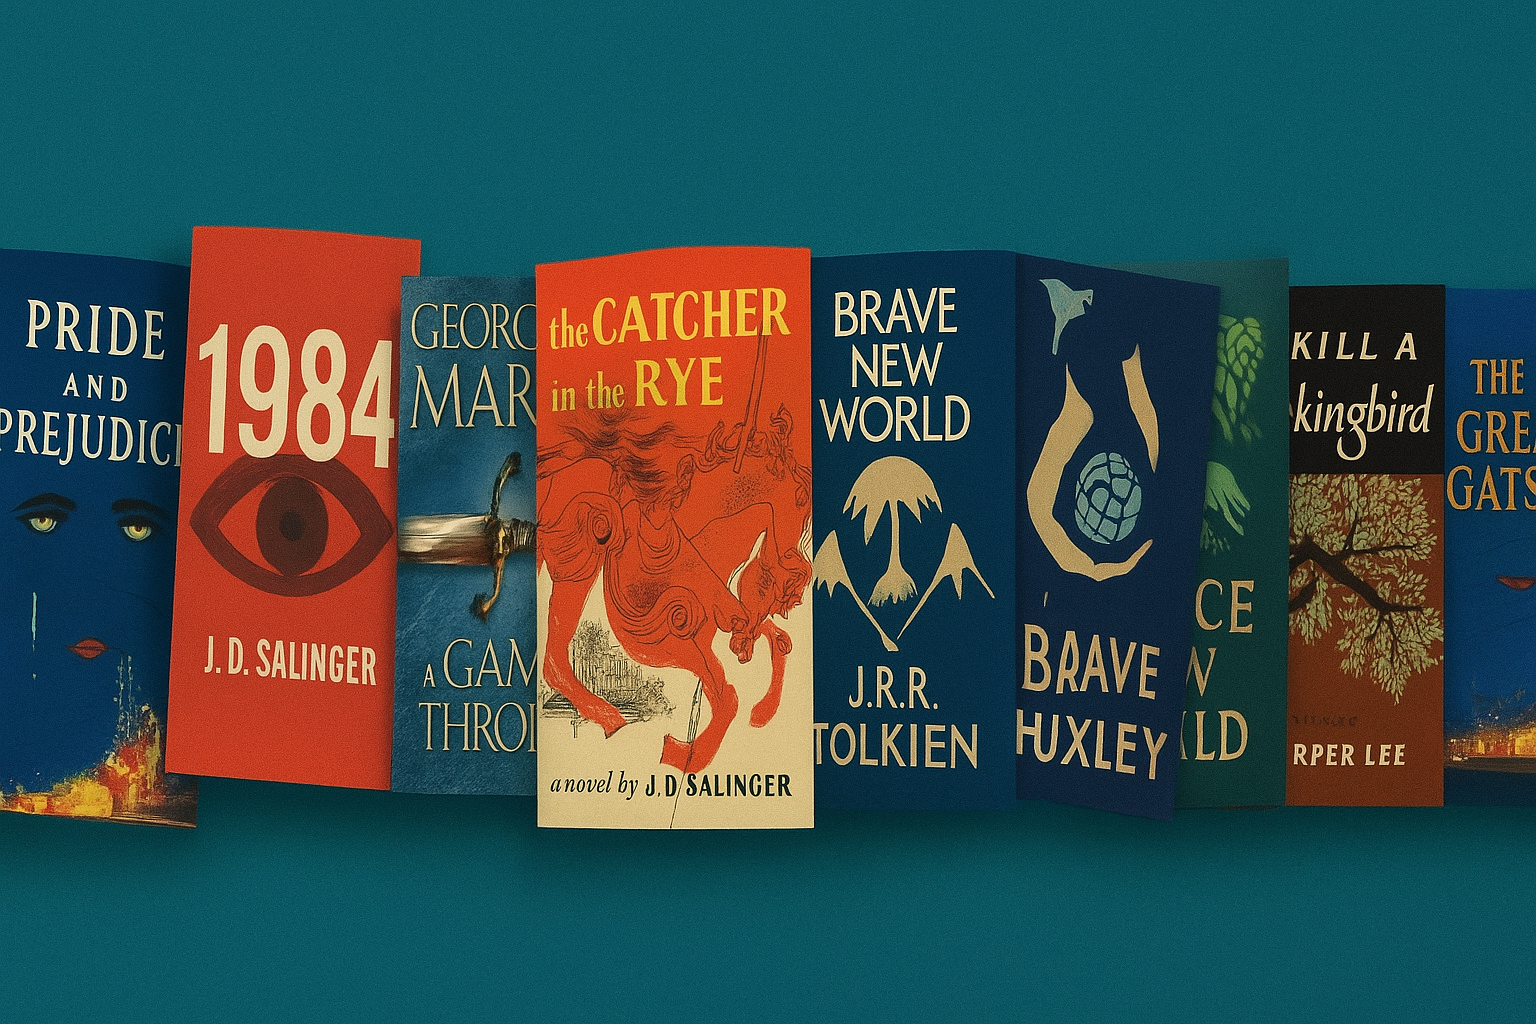 PRIDE
AND
PREJUDICE
1984
J. D. SALINGER
GEORG
MAR
A GAM
THRO
the CATCHER
in the RYE
a novel by J. D. SALINGER
BRAVE
NEW
WORLD
J.R.R.
TOLKIEN
BRAVE
HUXLEY
CE
W
LD
KILL A
kingbird
RPER LEE
THE
GREA
GATS